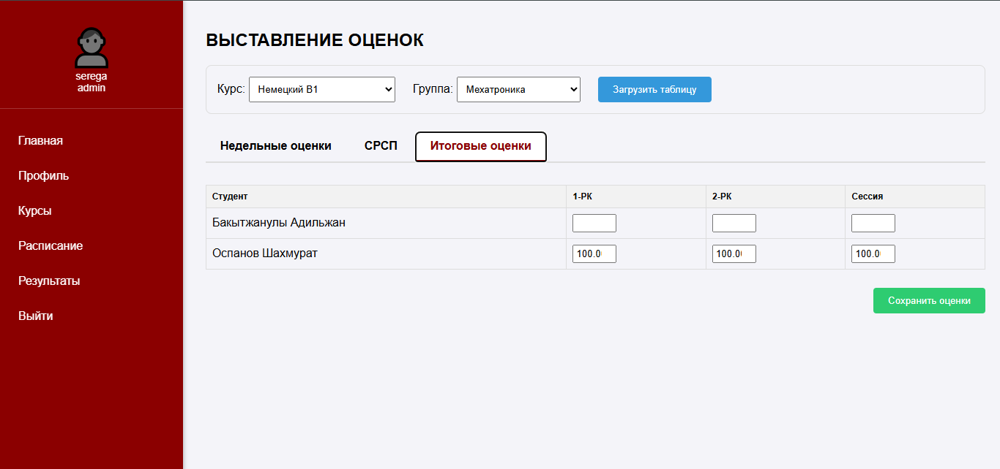 serega
admin
Главная
Профиль
Курсы
Расписание
Результаты
Выйти
ВЫСТАВЛЕНИЕ ОЦЕНОК
Курс: Немецкий B1 Группа: Мехатроника Загрузить таблицу
Недельные оценки СРСП Итоговые оценки
Студент 1-РК 2-РК Сессия
Бакытжанулы Адильжан
Оспанов Шахмурат 100.0 100.0 100.0
Сохранить оценки